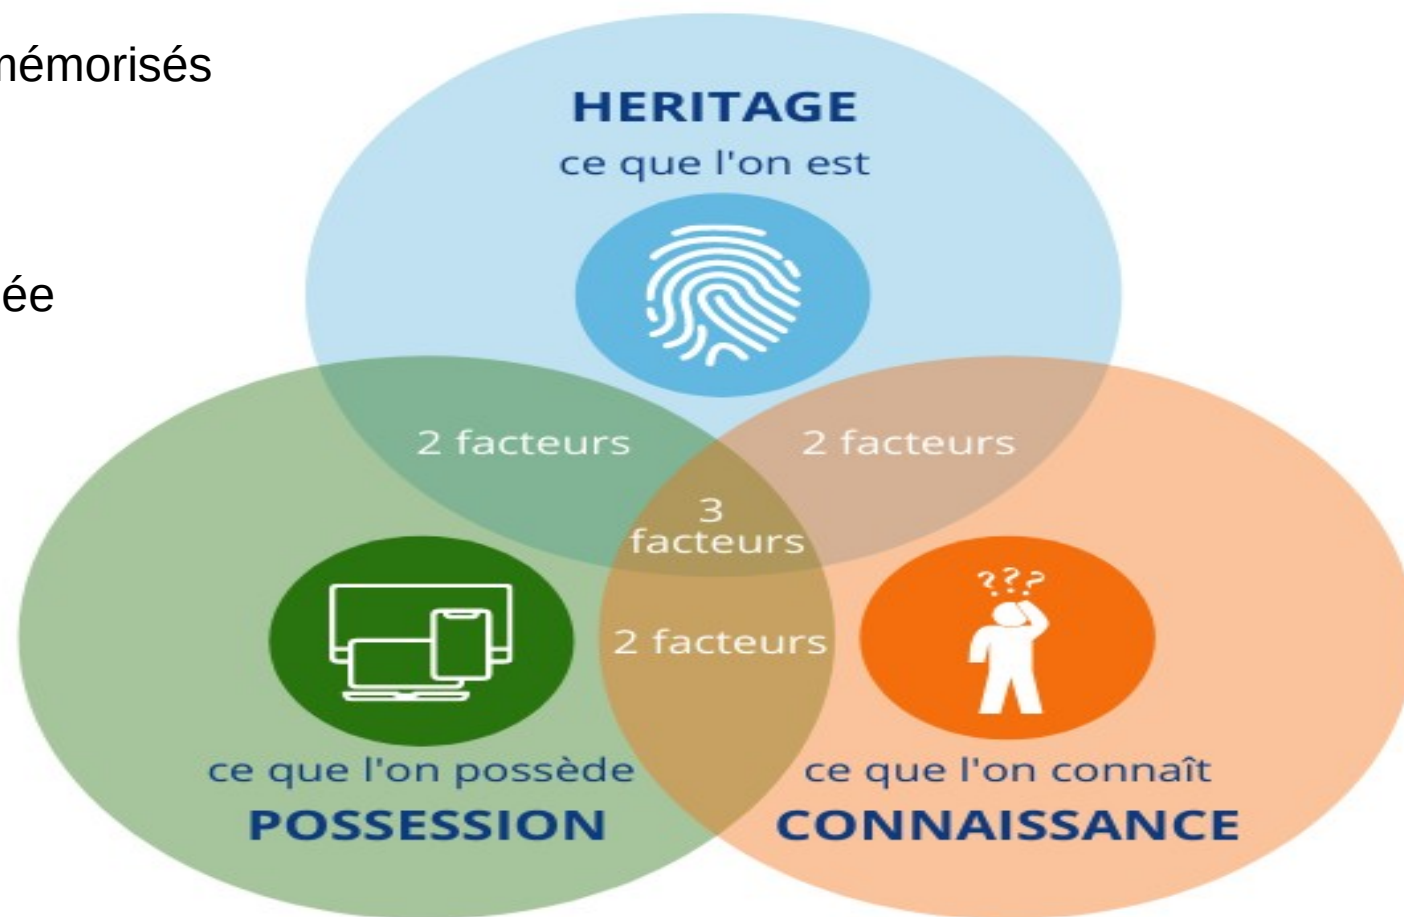 mémorisés
ée
HERITAGE
ce que l'on est
2 facteurs
2 facteurs
3
facteurs
???
2 facteurs
ce que l'on possède
POSSESSION
ce que l'on connaît
CONNAISSANCE